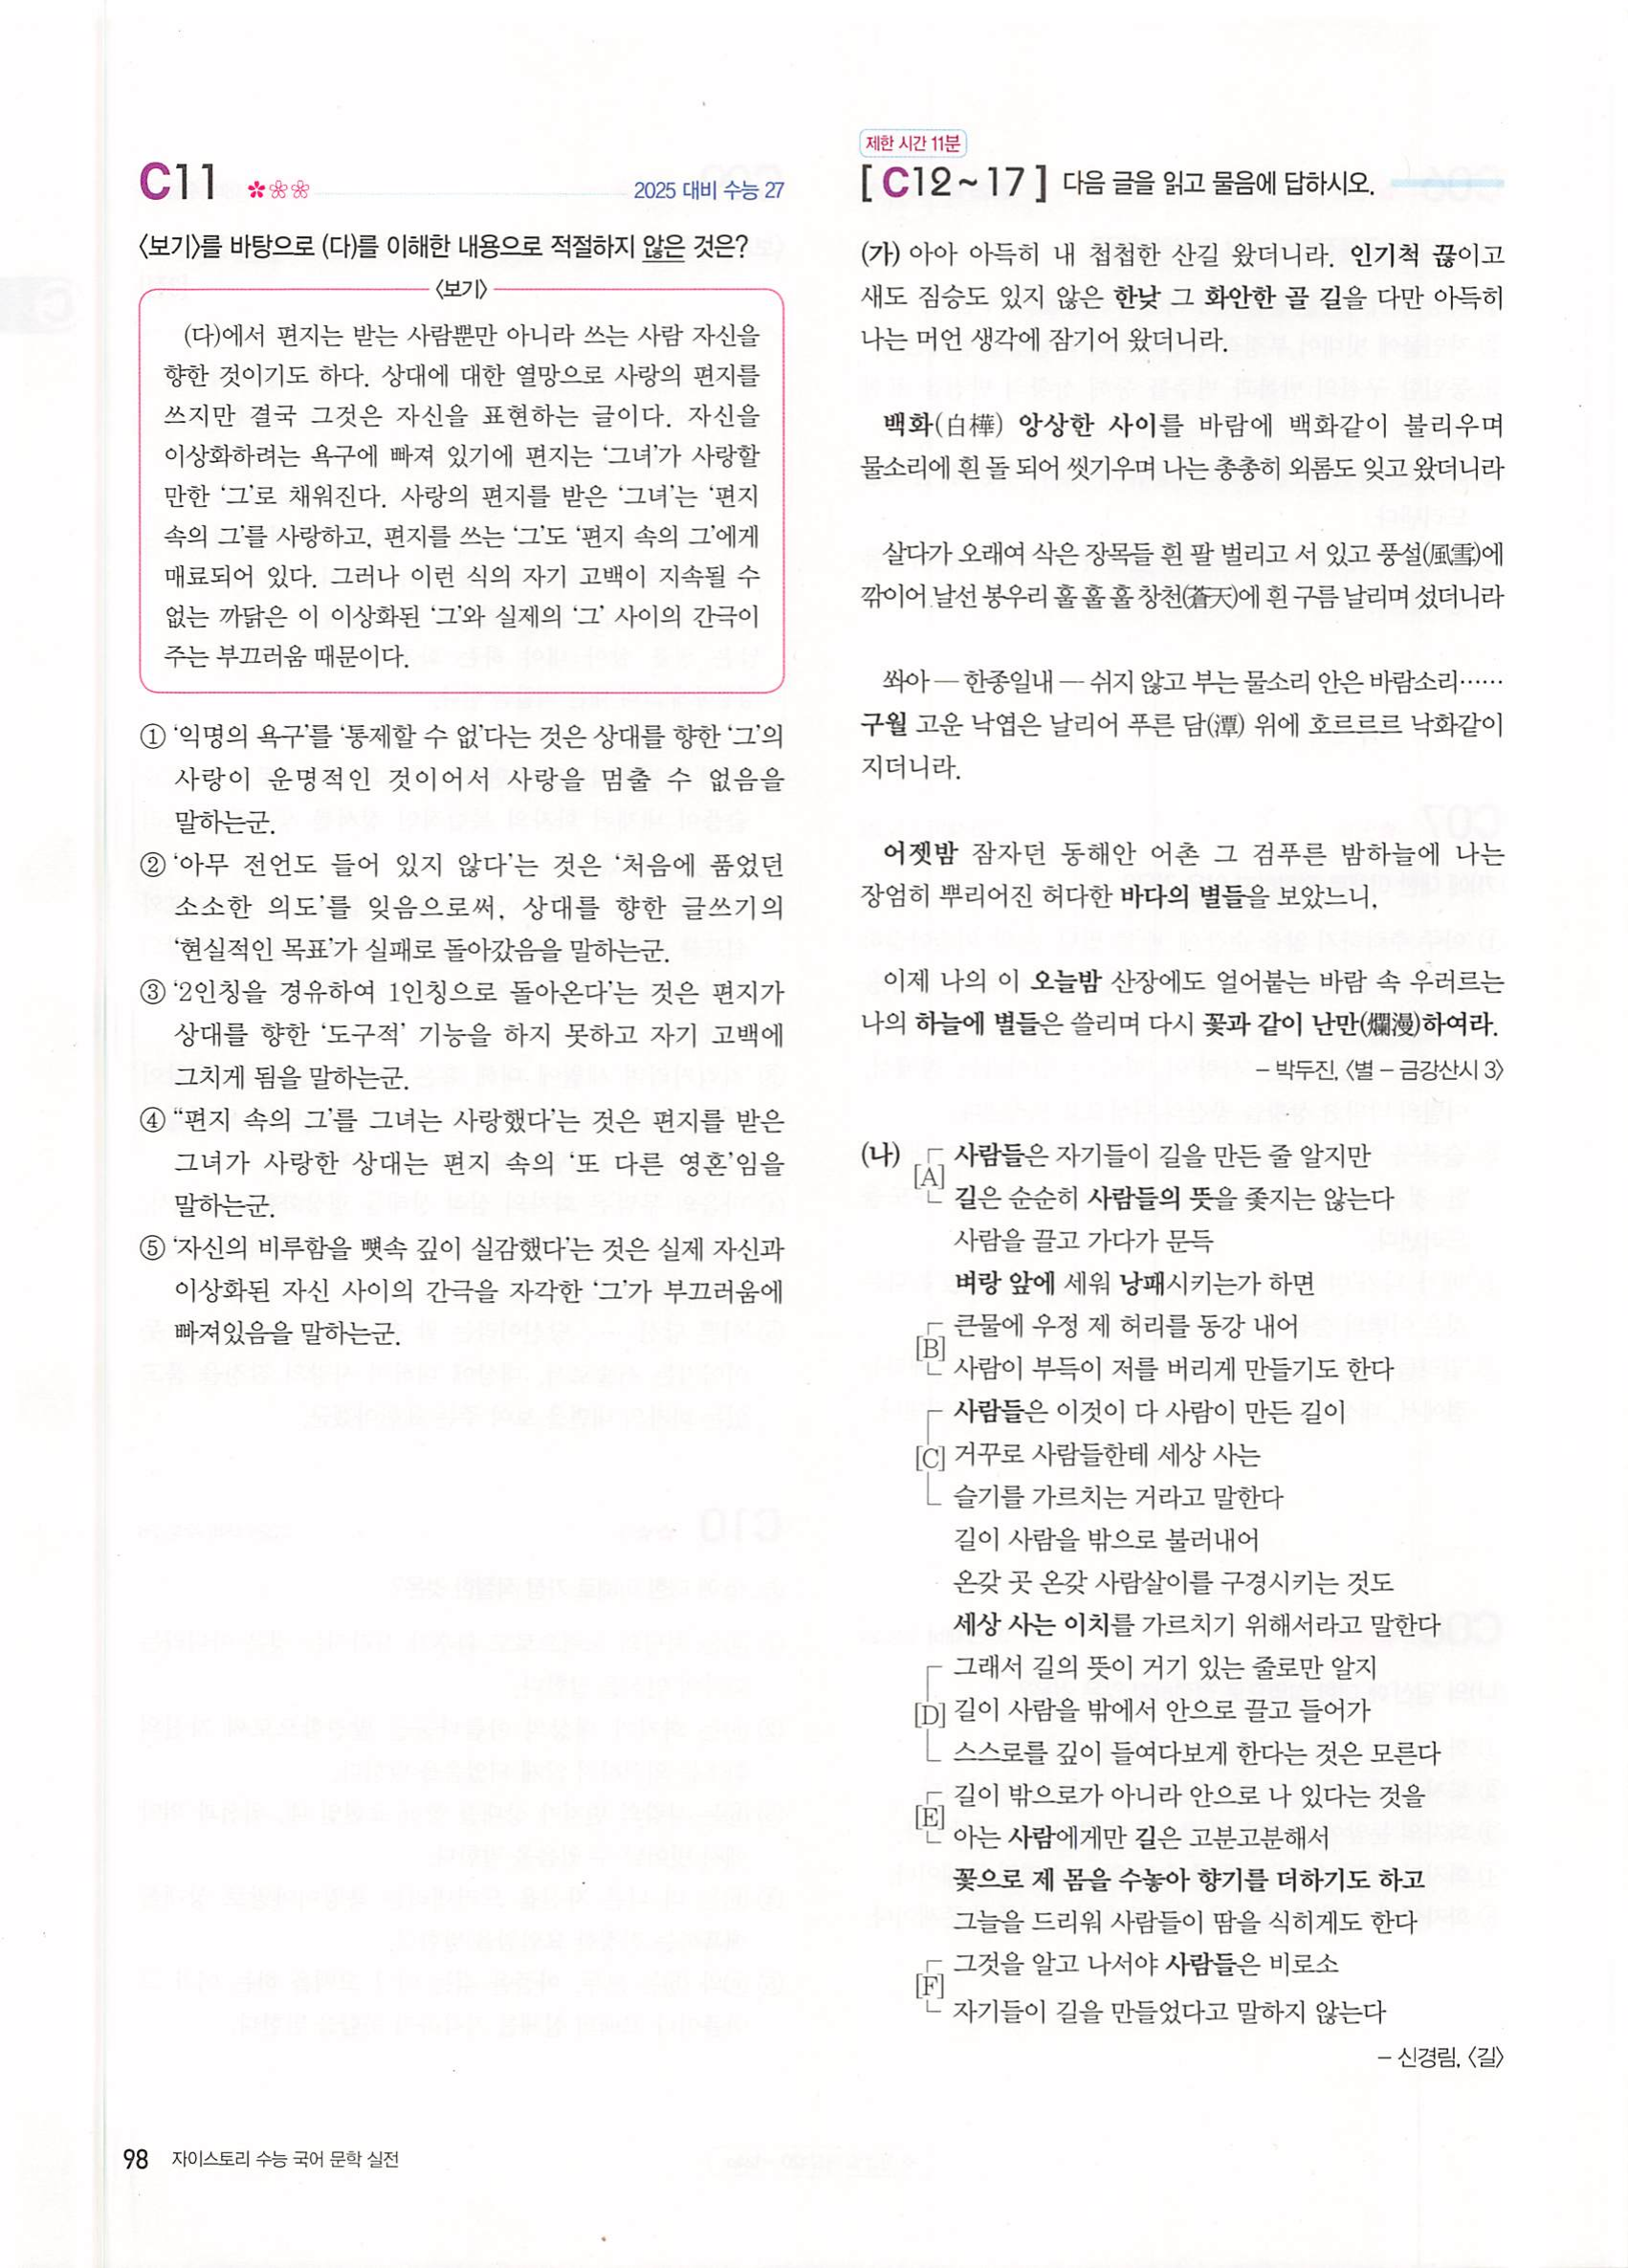 C11
2025 대비 수능 27
〈보기〉를 바탕으로 (다)를 이해한 내용으로 적절하지 않은 것은?
〈보기〉
(다)에서 편지는 받는 사람뿐만 아니라 쓰는 사람 자신을
향한 것이기도 하다. 상대에 대한 열망으로 사랑의 편지를
쓰지만 결국 그것은 자신을 표현하는 글이다. 자신을
이상화하려는 욕구에 빠져 있기에 편지는 ‘그녀’가 사랑할
만한 ‘그’로 채워진다. 사랑의 편지를 받은 ‘그녀’는 ‘편지
속의 그’를 사랑하고, 편지를 쓰는 ‘그’도 ‘편지 속의 그’에게
매료되어 있다. 그러나 이런 식의 자기 고백이 지속될 수
없는 까닭은 이 이상화된 ‘그’와 실제의 ‘그’ 사이의 간극이
주는 부끄러움 때문이다.
① ‘익명의 욕구’를 ‘통제할 수 없’다는 것은 상대를 향한 ‘그’의
사랑이 운명적인 것이어서 사랑을 멈출 수 없음을
말하는군.
② ‘아무 전언도 들어 있지 않다’는 것은 ‘처음에 품었던
소소한 의도’를 잊음으로써, 상대를 향한 글쓰기의
‘현실적인 목표’가 실패로 돌아갔음을 말하는군.
③ ‘2인칭을 경유하여 1인칭으로 돌아온다’는 것은 편지가
상대를 향한 ‘도구적’ 기능을 하지 못하고 자기 고백에
그치게 됨을 말하는군.
④ “편지 속의 그’를 그녀는 사랑했다’는 것은 편지를 받은
그녀가 사랑한 상대는 편지 속의 ‘또 다른 영혼’임을
말하는군.
⑤ ‘자신의 비루함을 뼛속 깊이 실감했다’는 것은 실제 자신과
이상화된 자신 사이의 간극을 자각한 ‘그’가 부끄러움에
빠져있음을 말하는군.
제한 시간 11분
[ C12~17 ] 다음 글을 읽고 물음에 답하시오.
(가) 아아 아득히 내 첩첩한 산길 왔더니라. 인기척 끊이고
새도 짐승도 있지 않은 한낮 그 화안한 골 길을 다만 아득히
나는 머언 생각에 잠기어 왔더니라.
백화(白樺) 앙상한 사이를 바람에 백화같이 불리우며
물소리에 흰 돌 되어 씻기우며 나는 총총히 외롬도 잊고 왔더니라
살다가 오래여 삭은 장목들 흰 팔 벌리고 서 있고 풍설(風雪)에
깎이어 날선 봉우리 훌 훌 훌 창천(蒼天)에 흰 구름 날리며 섰더니라
쏴아 — 한종일내 — 쉬지 않고 부는 물소리 안은 바람소리……
구월 고운 낙엽은 날리어 푸른 담(潭) 위에 호르르르 낙화같이
지더니라.
어젯밤 잠자던 동해안 어촌 그 검푸른 밤하늘에 나는
장엄히 뿌리어진 허다한 바다의 별들을 보았느니,
이제 나의 이 오늘밤 산장에도 얼어붙는 바람 속 우러르는
나의 하늘에 별들은 쓸리며 다시 꽃과 같이 난만(爛漫)하여라.
– 박두진, 〈별 – 금강산시 3〉
(나) 사람들은 자기들이 길을 만든 줄 알지만
[A]
길은 순순히 사람들의 뜻을 좇지는 않는다
사람을 끌고 가다가 문득
벼랑 앞에 세워 낭패시키는가 하면
큰물에 우정 제 허리를 동강 내어
[B]
사람이 부득이 저를 버리게 만들기도 한다
사람들은 이것이 다 사람이 만든 길이
[C] 거꾸로 사람들한테 세상 사는
슬기를 가르치는 거라고 말한다
길이 사람을 밖으로 불러내어
온갖 곳 온갖 사람살이를 구경시키는 것도
세상 사는 이치를 가르치기 위해서라고 말한다
그래서 길의 뜻이 거기 있는 줄로만 알지
[D] 길이 사람을 밖에서 안으로 끌고 들어가
스스로를 깊이 들여다보게 한다는 것은 모른다
길이 밖으로가 아니라 안으로 나 있다는 것을
[E]
아는 사람에게만 길은 고분고분해서
꽃으로 제 몸을 수놓아 향기를 더하기도 하고
그늘을 드리워 사람들이 땀을 식히게도 한다
그것을 알고 나서야 사람들은 비로소
[F]
자기들이 길을 만들었다고 말하지 않는다
– 신경림, 〈길〉
98 자이스토리 수능 국어 문학 실전